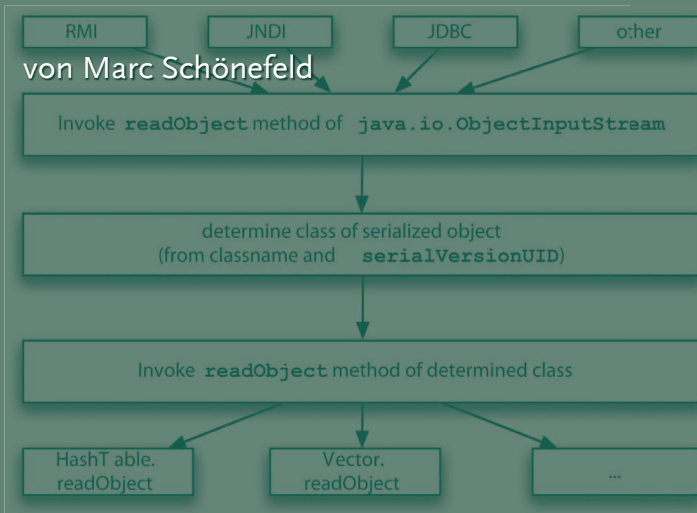 RMI JNDI JDBC other
von Marc Schönefeld
Invoke readObject method of java.io.ObjectInputStream
determine class of serialized object
(from classname and serialVersionUID)
Invoke readObject method of determined class
HashT able.
readObject
Vector.
readObject
...